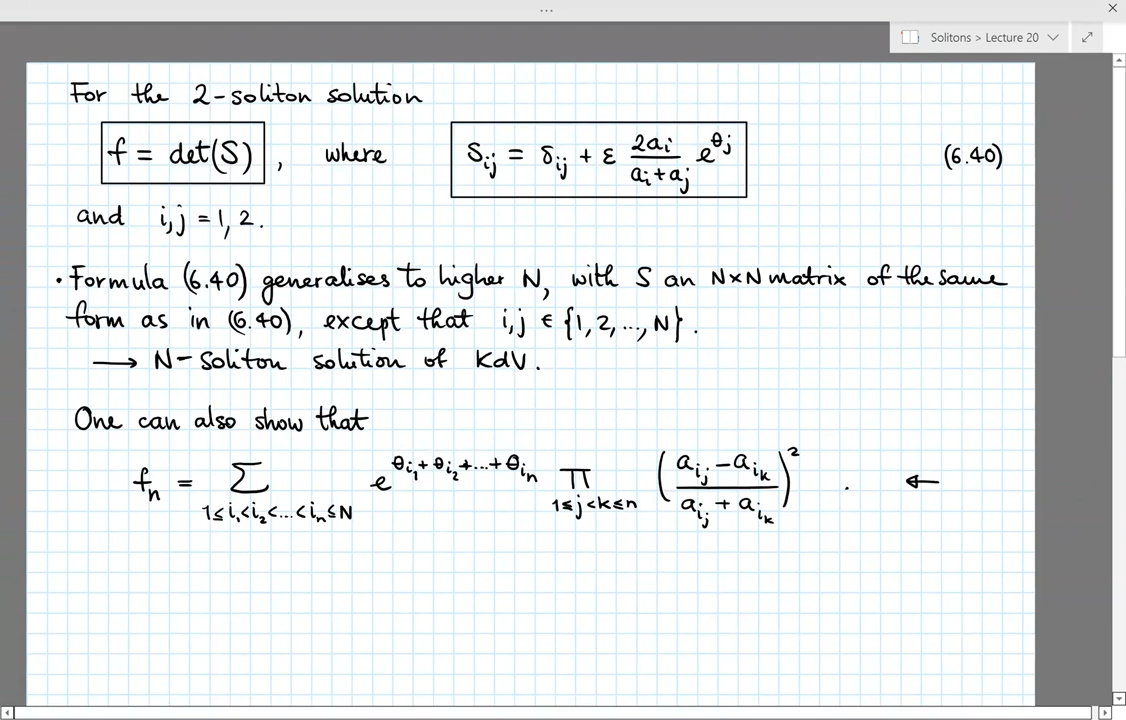 Solitons > Lecture 20
For the 2-soliton solution
f = det(S) , where S_ij = δ_ij + ε 2a_i/(a_i+a_j) e^θ_j (6.40)
and i,j = 1, 2.
• Formula (6.40) generalises to higher N, with S an N×N matrix of the same
form as in (6.40), except that i,j ∈ {1, 2, ..., N}.
⟶ N-soliton solution of KdV.
One can also show that
f_n = Σ_{1≤i_1<i_2<...<i_n≤N} e^{θ_{i_1}+θ_{i_2}+...+θ_{i_n}} Π_{1≤j<k≤n} ((a_{i_j} - a_{i_k})/(a_{i_j} + a_{i_k}))^2 . ←